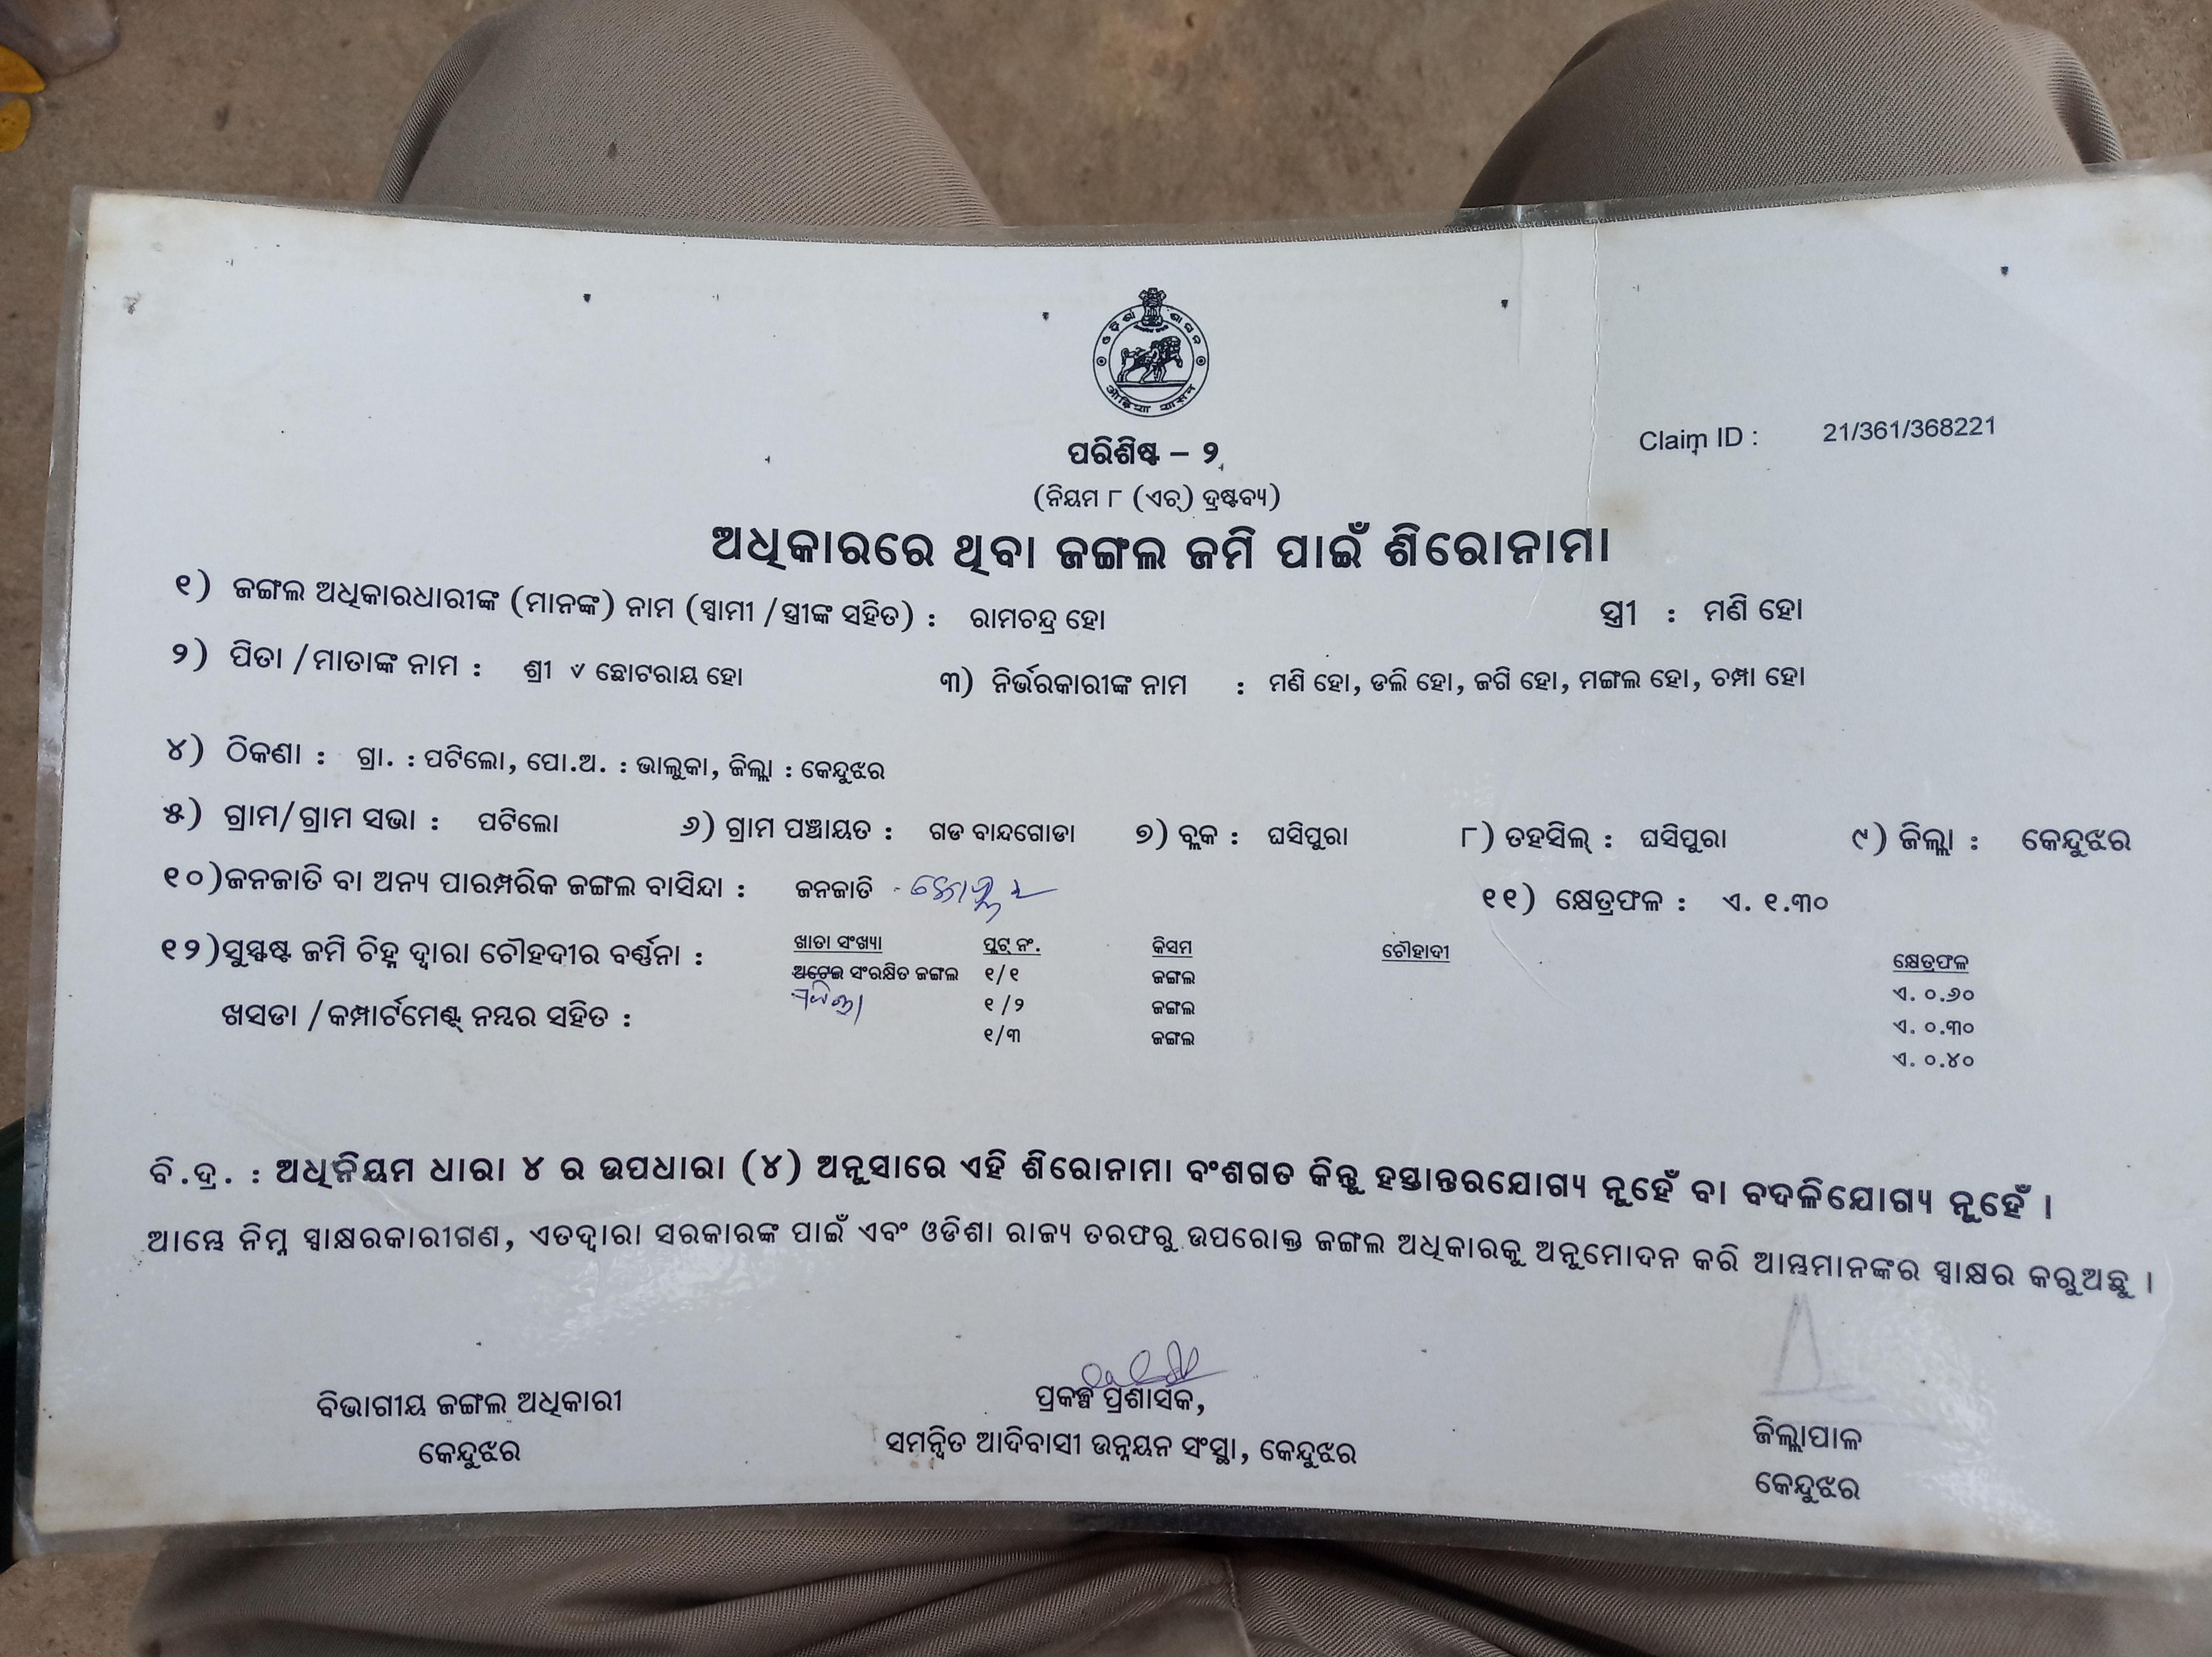 ଓଡ଼ିଶା ଶାସନ
ओड़िशा शासन
Claim ID : 21/361/368221
ପରିଶିଷ୍ଟ – ୨
(ନିୟମ ୮ (ଏଚ୍) ଦ୍ରଷ୍ଟବ୍ୟ)
ଅଧିକାରରେ ଥିବା ଜଙ୍ଗଲ ଜମି ପାଇଁ ଶିରୋନାମା
୧) ଜଙ୍ଗଲ ଅଧିକାରଧାରୀଙ୍କ (ମାନଙ୍କ) ନାମ (ସ୍ୱାମୀ /ସ୍ତ୍ରୀଙ୍କ ସହିତ) : ରାମଚନ୍ଦ୍ର ହୋ ସ୍ତ୍ରୀ : ମଣି ହୋ
୨) ପିତା /ମାତାଙ୍କ ନାମ : ଶ୍ରୀ ଛୋଟରାୟ ହୋ ୩) ନିର୍ଭରକାରୀଙ୍କ ନାମ : ମଣି ହୋ, ଡଲି ହୋ, ଜଗି ହୋ, ମଙ୍ଗଲ ହୋ, ଚମ୍ପା ହୋ
୪) ଠିକଣା : ଗ୍ରା. : ପଟିଲୋ, ପୋ.ଅ. : ଭାଲୁକା, ଜିଲ୍ଲା : କେନ୍ଦୁଝର
୫) ଗ୍ରାମ/ଗ୍ରାମ ସଭା : ପଟିଲୋ ୬) ଗ୍ରାମ ପଞ୍ଚାୟତ : ଗଡ ବାନ୍ଦଗୋଡା ୭) ବ୍ଲକ : ଘସିପୁରା ୮) ତହସିଲ୍ : ଘସିପୁରା ୯) ଜିଲ୍ଲା : କେନ୍ଦୁଝର
୧୦)ଜନଜାତି ବା ଅନ୍ୟ ପାରମ୍ପରିକ ଜଙ୍ଗଲ ବାସିନ୍ଦା : ଜନଜାତି ୧୧) କ୍ଷେତ୍ରଫଳ : ଏ. ୧.୩୦
୧୨)ସୁସ୍ପଷ୍ଟ ଜମି ଚିହ୍ନ ଦ୍ୱାରା ଚୌହଦୀର ବର୍ଣ୍ଣନା : ଖାତା ସଂଖ୍ୟା ପ୍ଲଟ୍ ନଂ. କିସମ ଚୌହାଦୀ କ୍ଷେତ୍ରଫଳ
ସଂରକ୍ଷିତ ଜଙ୍ଗଲ ୧/୧ ଜଙ୍ଗଲ ଏ. ୦.୬୦
ଖସଡା /କମ୍ପାର୍ଟମେଣ୍ଟ୍ ନମ୍ବର ସହିତ : ୧/୨ ଜଙ୍ଗଲ ଏ. ୦.୩୦
୧/୩ ଜଙ୍ଗଲ ଏ. ୦.୪୦
ବି.ଦ୍ର. : ଅଧିନିୟମ ଧାରା ୪ ର ଉପଧାରା (୪) ଅନୁସାରେ ଏହି ଶିରୋନାମା ବଂଶଗତ କିନ୍ତୁ ହସ୍ତାନ୍ତରଯୋଗ୍ୟ ନୁହେଁ ବା ବଦଳିଯୋଗ୍ୟ ନୁହେଁ ।
ଆମ୍ଭେ ନିମ୍ନ ସ୍ୱାକ୍ଷରକାରୀଗଣ, ଏତଦ୍ୱାରା ସରକାରଙ୍କ ପାଇଁ ଏବଂ ଓଡିଶା ରାଜ୍ୟ ତରଫରୁ ଉପରୋକ୍ତ ଜଙ୍ଗଲ ଅଧିକାରକୁ ଅନୁମୋଦନ କରି ଆମ୍ଭମାନଙ୍କର ସ୍ୱାକ୍ଷର କରୁଅଛୁ ।
ବିଭାଗୀୟ ଜଙ୍ଗଲ ଅଧିକାରୀ
କେନ୍ଦୁଝର
ପ୍ରକଳ୍ପ ପ୍ରଶାସକ,
ସମନ୍ୱିତ ଆଦିବାସୀ ଉନ୍ନୟନ ସଂସ୍ଥା, କେନ୍ଦୁଝର
ଜିଲ୍ଲାପାଳ
କେନ୍ଦୁଝର